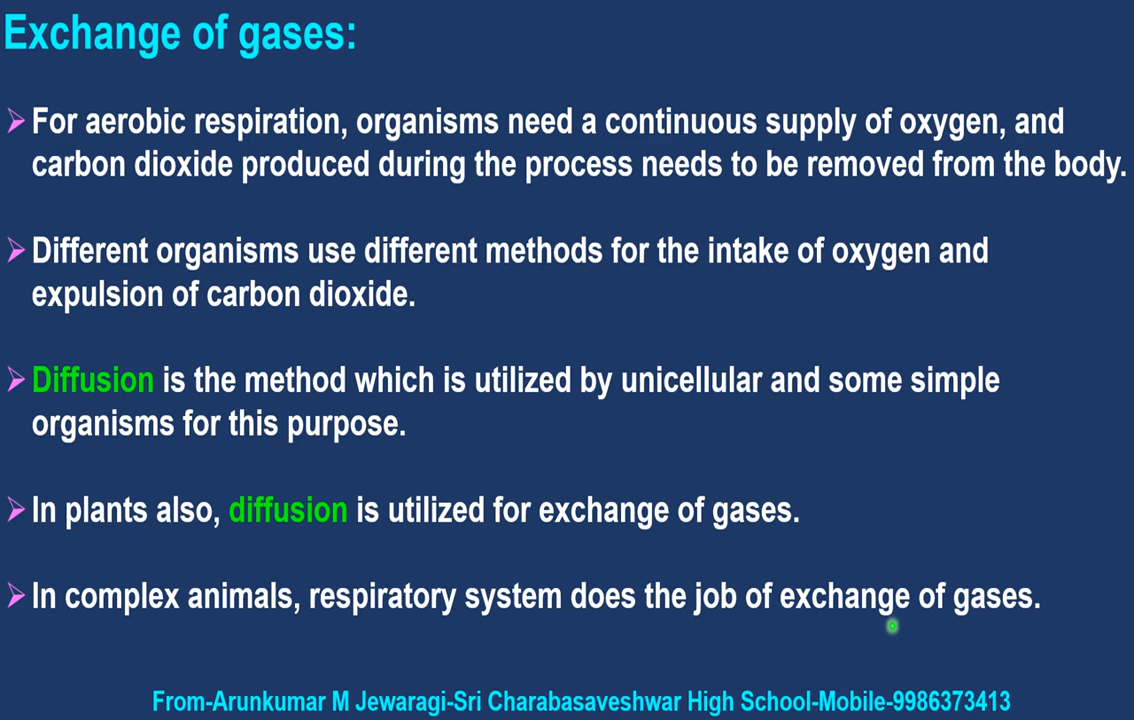 Exchange of gases:
For aerobic respiration, organisms need a continuous supply of oxygen, and
carbon dioxide produced during the process needs to be removed from the body.
Different organisms use different methods for the intake of oxygen and
expulsion of carbon dioxide.
Diffusion is the method which is utilized by unicellular and some simple
organisms for this purpose.
In plants also, diffusion is utilized for exchange of gases.
In complex animals, respiratory system does the job of exchange of gases.
From-Arunkumar M Jewaragi-Sri Charabasaveshwar High School-Mobile-9986373413